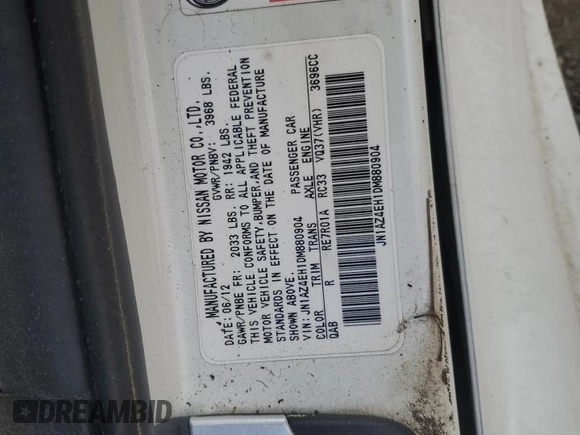 MANUFACTURED BY NISSAN MOTOR CO.,LTD.
DATE: 06/12 GVWR/PNBV: 3968 LBS.
GAWR/PNBE FR: 2033 LBS. RR: 1942 LBS.
THIS VEHICLE CONFORMS TO ALL APPLICABLE FEDERAL
MOTOR VEHICLE SAFETY,BUMPER,AND THEFT PREVENTION
STANDARDS IN EFFECT ON THE DATE OF MANUFACTURE
SHOWN ABOVE.
VIN: JN1AZ4EH1DM880904 PASSENGER CAR
COLOR TRIM TRANS AXLE ENGINE
QAB R RE7R01A RC33 VQ37(VHR) 3696CC
JN1AZ4EH1DM880904
DREAMBID